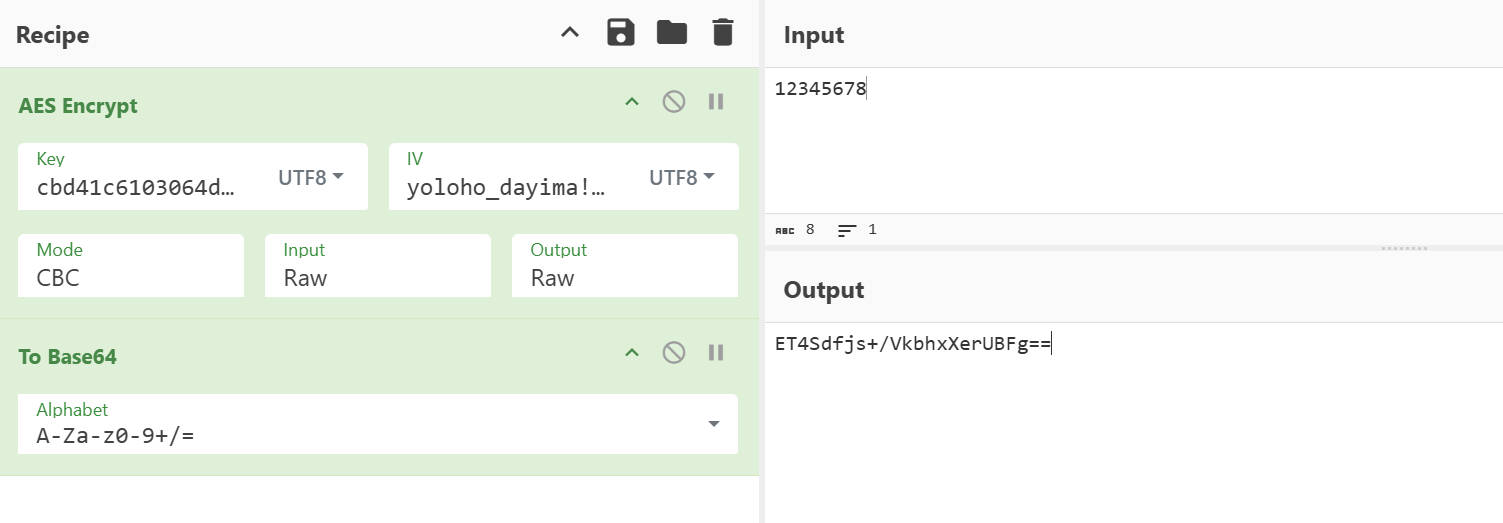 Recipe
AES Encrypt
Key
cbd41c6103064d…
UTF8
IV
yoloho_dayima!…
UTF8
Mode
CBC
Input
Raw
Output
Raw
To Base64
Alphabet
A-Za-z0-9+/=
Input
12345678
ABC 8 1
Output
ET4Sdfjs+/VkbhxXerUBFg==